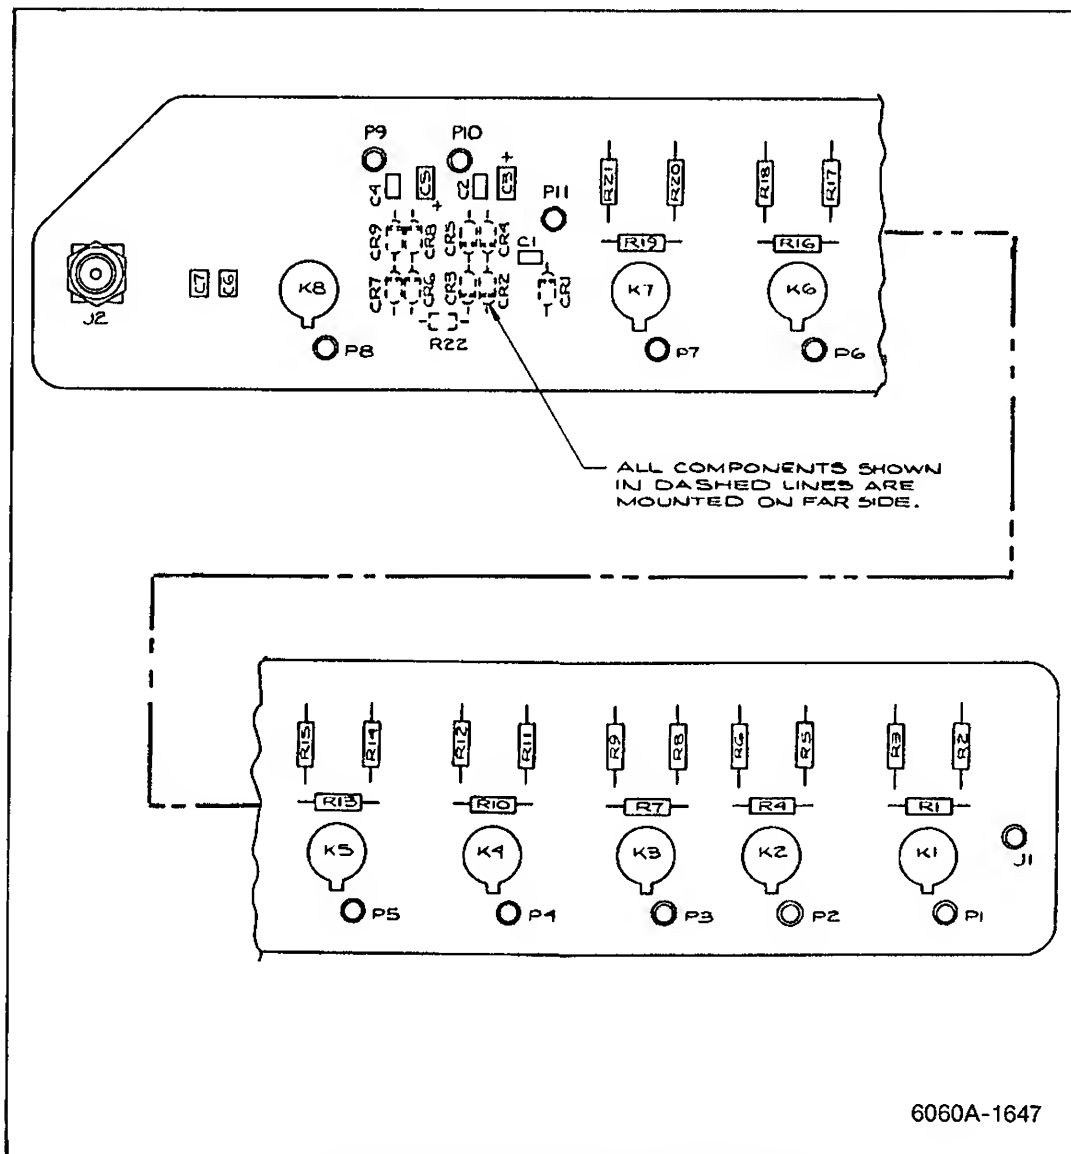 P9 P10
+
C4 C5 C2 C3 P11 R21 R20 R18 R17
+
CR9 CR8 CR5 CR4 C1 R19 R16
J2 C7 C6 K8 CR7 CR6 CR3 CR2 CR1 K7 K6
R22
P8 P7 P6
ALL COMPONENTS SHOWN
IN DASHED LINES ARE
MOUNTED ON FAR SIDE.
R15 R14 R12 R11 R9 R8 R6 R5 R3 R2
R13 R10 R7 R4 R1
K5 K4 K3 K2 K1 J1
P5 P4 P3 P2 P1
6060A-1647